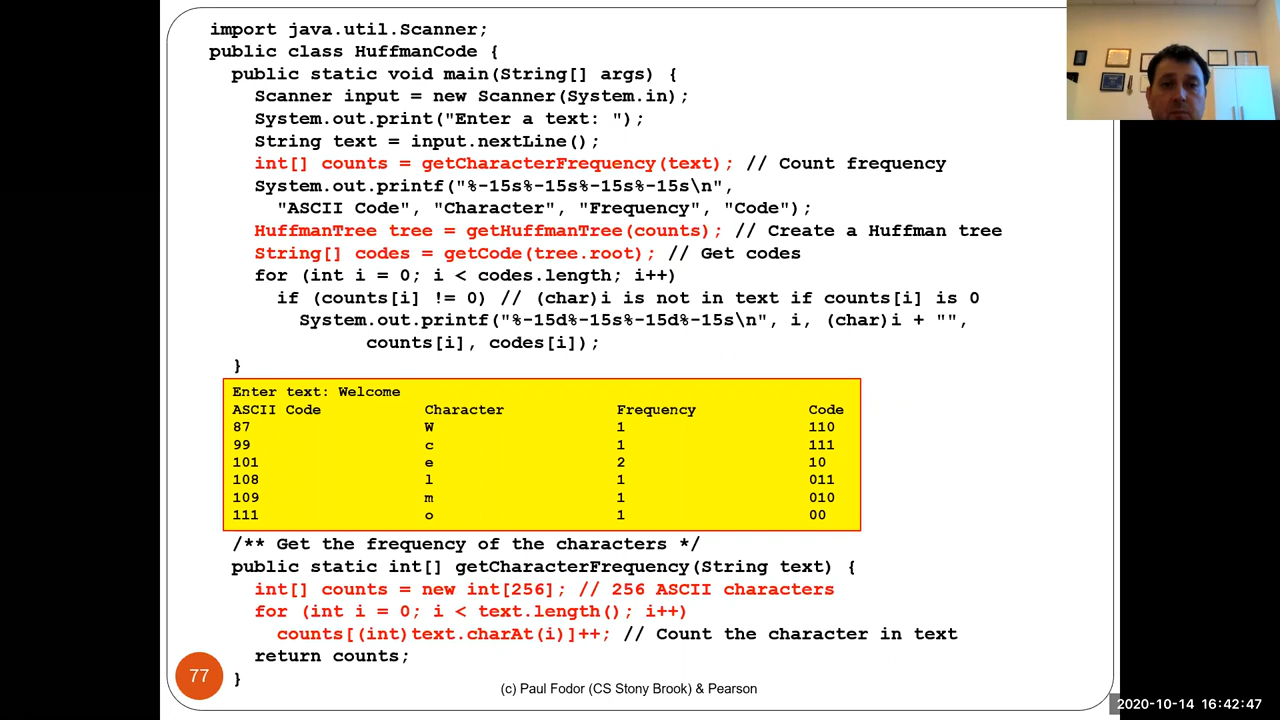 import java.util.Scanner;
public class HuffmanCode {
public static void main(String[] args) {
Scanner input = new Scanner(System.in);
System.out.print("Enter a text: ");
String text = input.nextLine();
int[] counts = getCharacterFrequency(text); // Count frequency
System.out.printf("%-15s%-15s%-15s%-15s\n",
"ASCII Code", "Character", "Frequency", "Code");
HuffmanTree tree = getHuffmanTree(counts); // Create a Huffman tree
String[] codes = getCode(tree.root); // Get codes
for (int i = 0; i < codes.length; i++)
if (counts[i] != 0) // (char)i is not in text if counts[i] is 0
System.out.printf("%-15d%-15s%-15d%-15s\n", i, (char)i + "",
counts[i], codes[i]);
}
Enter text: Welcome
ASCII Code Character Frequency Code
87 W 1 110
99 c 1 111
101 e 2 10
108 l 1 011
109 m 1 010
111 o 1 00
/** Get the frequency of the characters */
public static int[] getCharacterFrequency(String text) {
int[] counts = new int[256]; // 256 ASCII characters
for (int i = 0; i < text.length(); i++)
counts[(int)text.charAt(i)]++; // Count the character in text
return counts;
}
77
(c) Paul Fodor (CS Stony Brook) & Pearson
2020-10-14 16:42:47